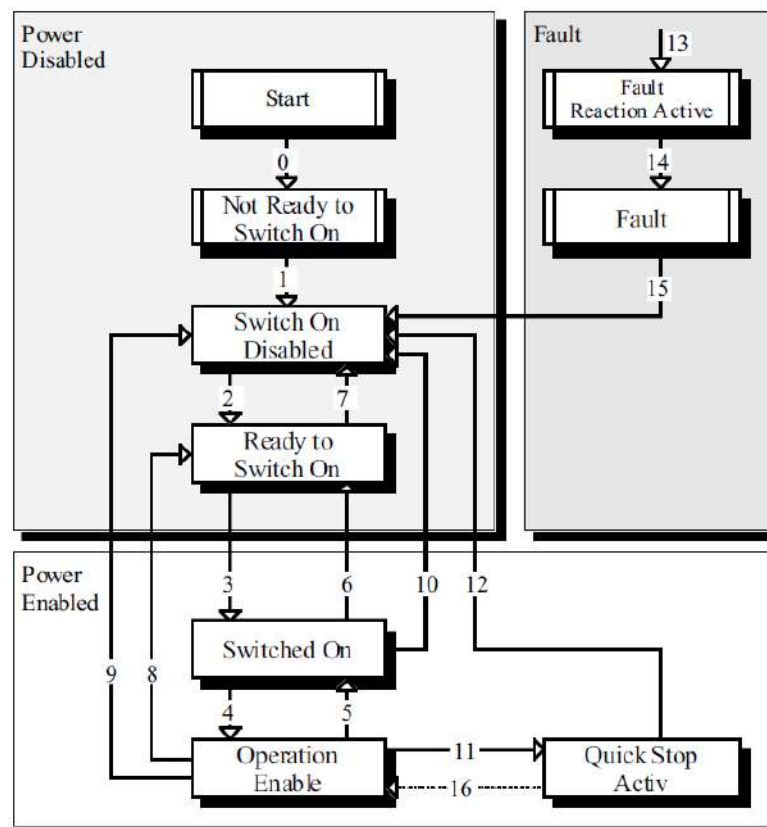 Power
Disabled
Start
0
Not Ready to
Switch On
1
Switch On
Disabled
2
7
Ready to
Switch On
Fault
13
Fault
Reaction Active
14
Fault
15
Power
Enabled
3
6
10
12
Switched On
9
8
4
5
Operation
Enable
11
16
Quick Stop
Activ